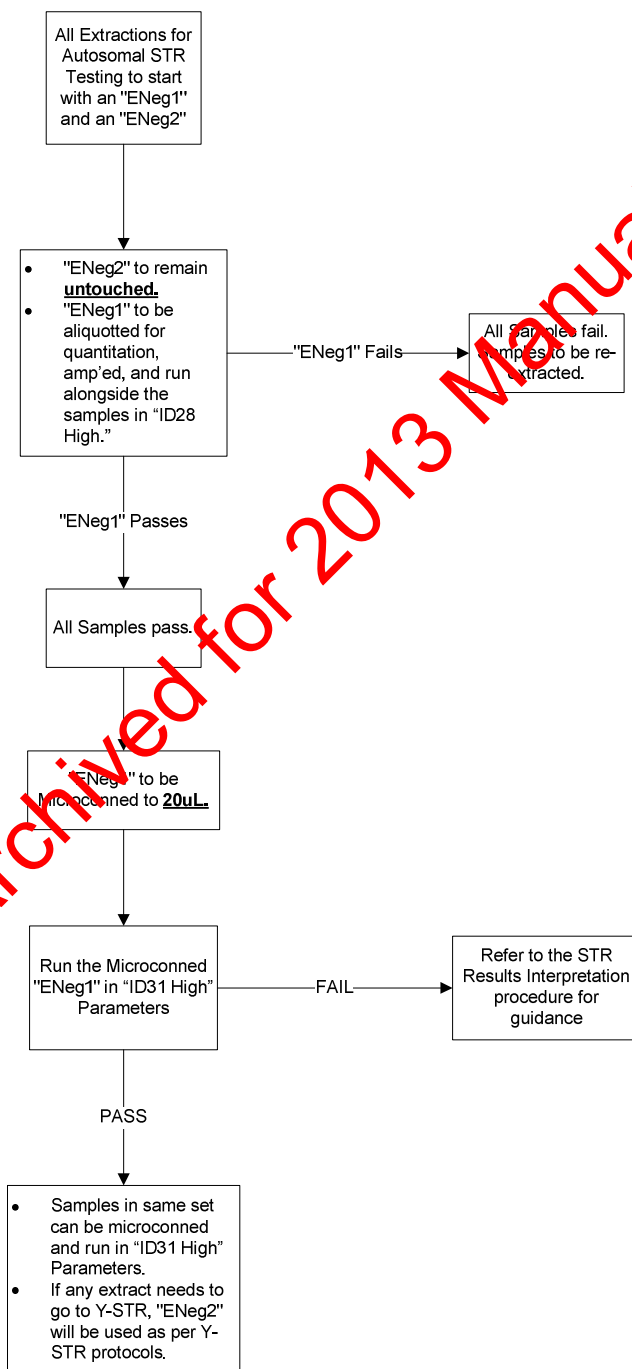 All Extractions for
Autosomal STR
Testing to start
with an "ENeg1"
and an "ENeg2"
• "ENeg2" to remain
untouched.
• "ENeg1" to be
aliquotted for
quantitation,
amp'ed, and run
alongside the
samples in “ID28
High.”
"ENeg1" Fails
All Samples fail.
Samples to be re-
extracted.
"ENeg1" Passes
All Samples pass.
to be
Microconned to 20uL.
Run the Microconned
"ENeg1" in “ID31 High”
Parameters
FAIL
Refer to the STR
Results Interpretation
procedure for
guidance
PASS
• Samples in same set
can be microconned
and run in “ID31 High”
Parameters.
• If any extract needs to
go to Y-STR, "ENeg2"
will be used as per Y-
STR protocols.
Archived for 2013 Manual